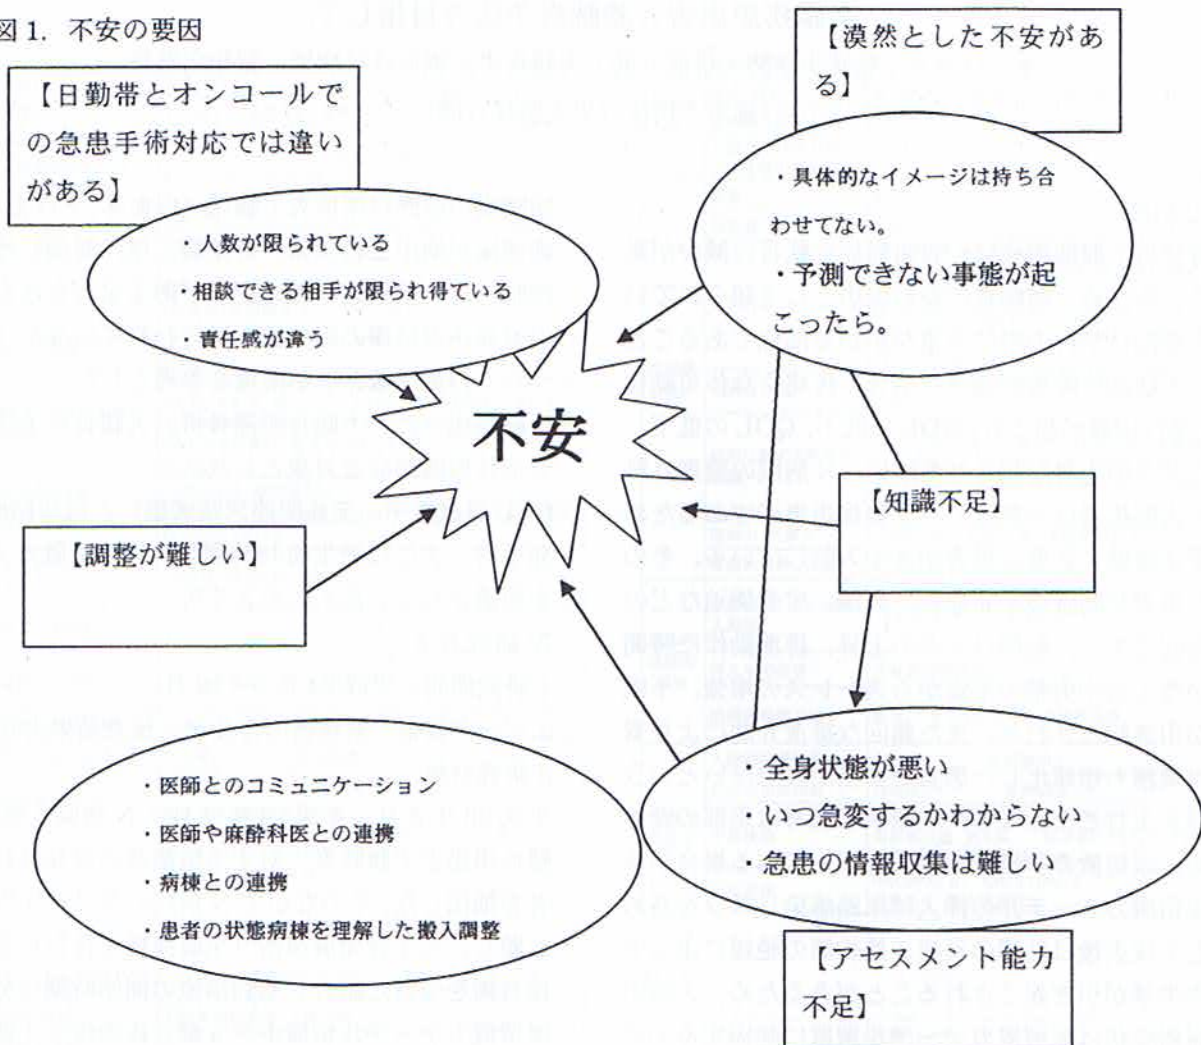 図1. 不安の要因
【日勤帯とオンコールで
の急患手術対応では違い
がある】
・人数が限られている
・相談できる相手が限られ得ている
・責任感が違う
【漠然とした不安があ
る】
・具体的なイメージは持ち合
わせてない。
・予測できない事態が起
こったら。
不安
【知識不足】
【調整が難しい】
・医師とのコミュニケーション
・医師や麻酔科医との連携
・病棟との連携
・患者の状態病棟を理解した搬入調整
・全身状態が悪い
・いつ急変するかわからない
・急患の情報収集は難しい
【アセスメント能力
不足】